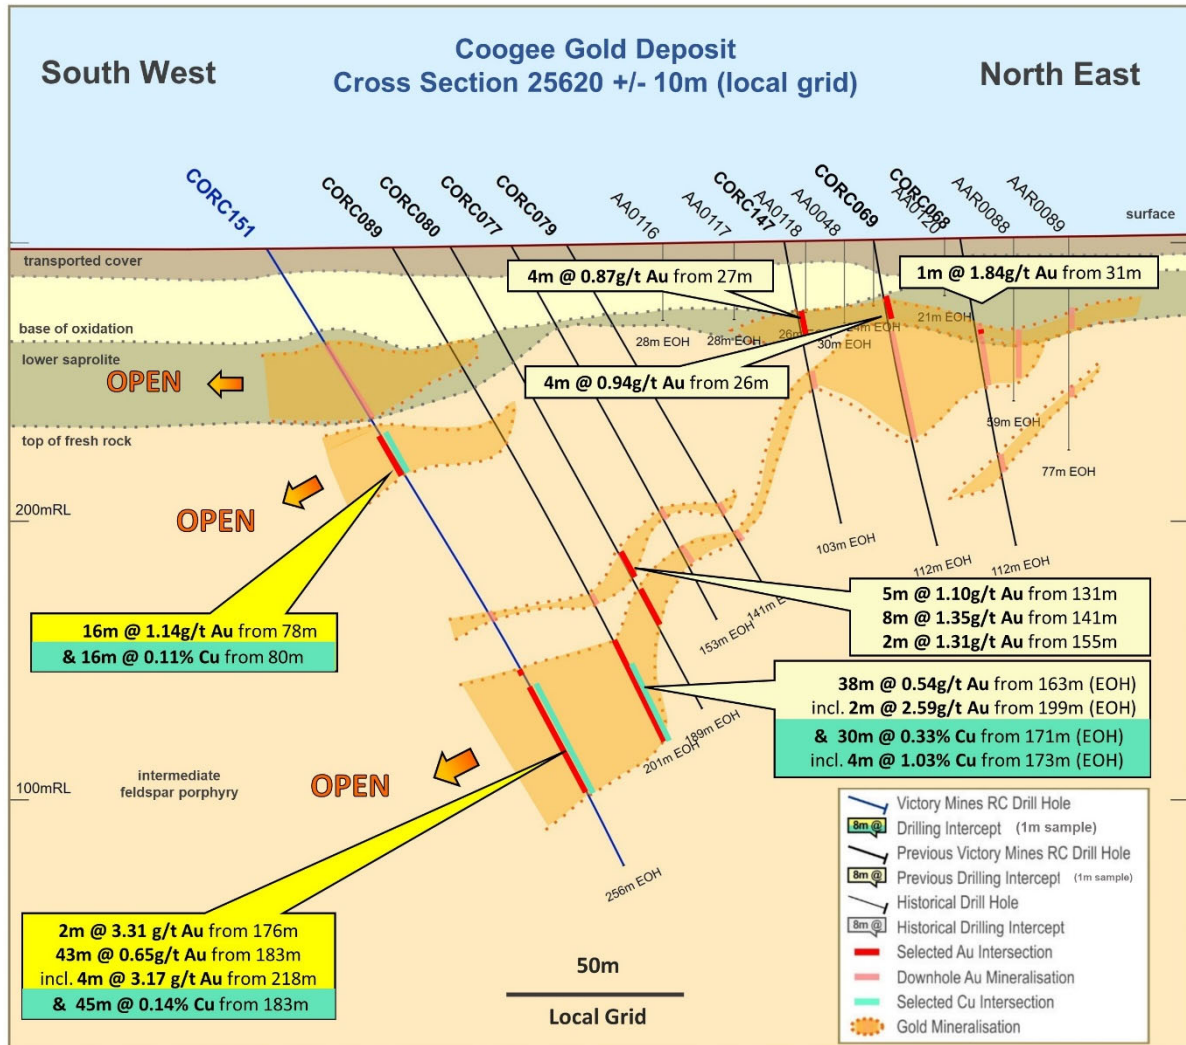 Coogee Gold Deposit
Cross Section 25620 +/- 10m (local grid)
South West
North East
CORC151
CORC089
CORC080
CORC077
CORC079
AA0116
AA0117
CORC147
AA0118
AA0048
CORC069
AA0120
CORC068
AAR0088
AAR0089
surface
transported cover
4m @ 0.87g/t Au from 27m
1m @ 1.84g/t Au from 31m
base of oxidation
lower saprolite
28m EOH
28m EOH
30m EOH
21m EOH
OPEN
4m @ 0.94g/t Au from 26m
59m EOH
top of fresh rock
77m EOH
200mRL
OPEN
103m EOH
112m EOH
112m EOH
141m E
153m EOH
16m @ 1.14g/t Au from 78m
& 16m @ 0.11% Cu from 80m
5m @ 1.10g/t Au from 131m
8m @ 1.35g/t Au from 141m
2m @ 1.31g/t Au from 155m
38m @ 0.54g/t Au from 163m (EOH)
incl. 2m @ 2.59g/t Au from 199m (EOH)
& 30m @ 0.33% Cu from 171m (EOH)
incl. 4m @ 1.03% Cu from 173m (EOH)
189m EOH
201m EOH
intermediate
feldspar porphyry
OPEN
100mRL
256m EOH
2m @ 3.31 g/t Au from 176m
43m @ 0.65g/t Au from 183m
incl. 4m @ 3.17 g/t Au from 218m
& 45m @ 0.14% Cu from 183m
50m
Local Grid
Victory Mines RC Drill Hole
8m @ Drilling Intercept (1m sample)
Previous Victory Mines RC Drill Hole
8m @ Previous Drilling Intercept (1m sample)
Historical Drill Hole
8m @ Historical Drilling Intercept
Selected Au Intersection
Downhole Au Mineralisation
Selected Cu Intersection
Gold Mineralisation